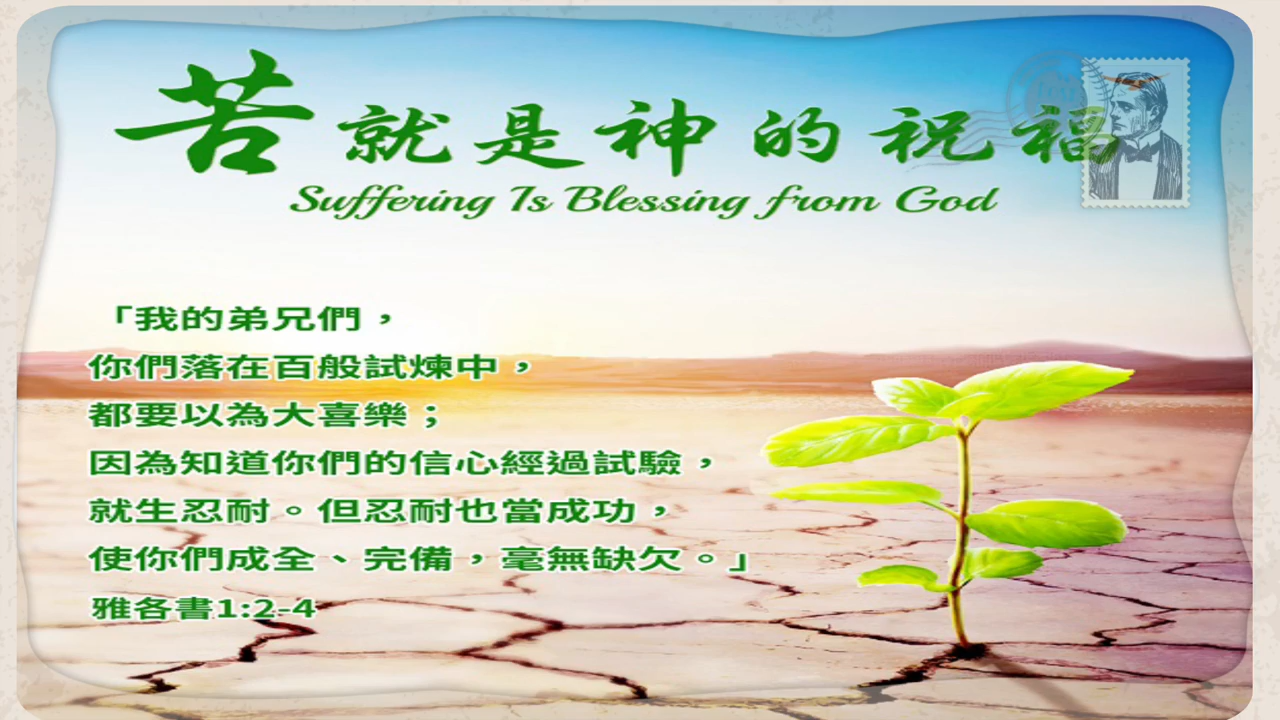 苦就是神的祝福
Suffering Is Blessing from God
「我的弟兄們，
你們落在百般試煉中，
都要以為大喜樂；
因為知道你們的信心經過試驗，
就生忍耐。但忍耐也當成功，
使你們成全、完備，毫無缺欠。」
雅各書1:2-4